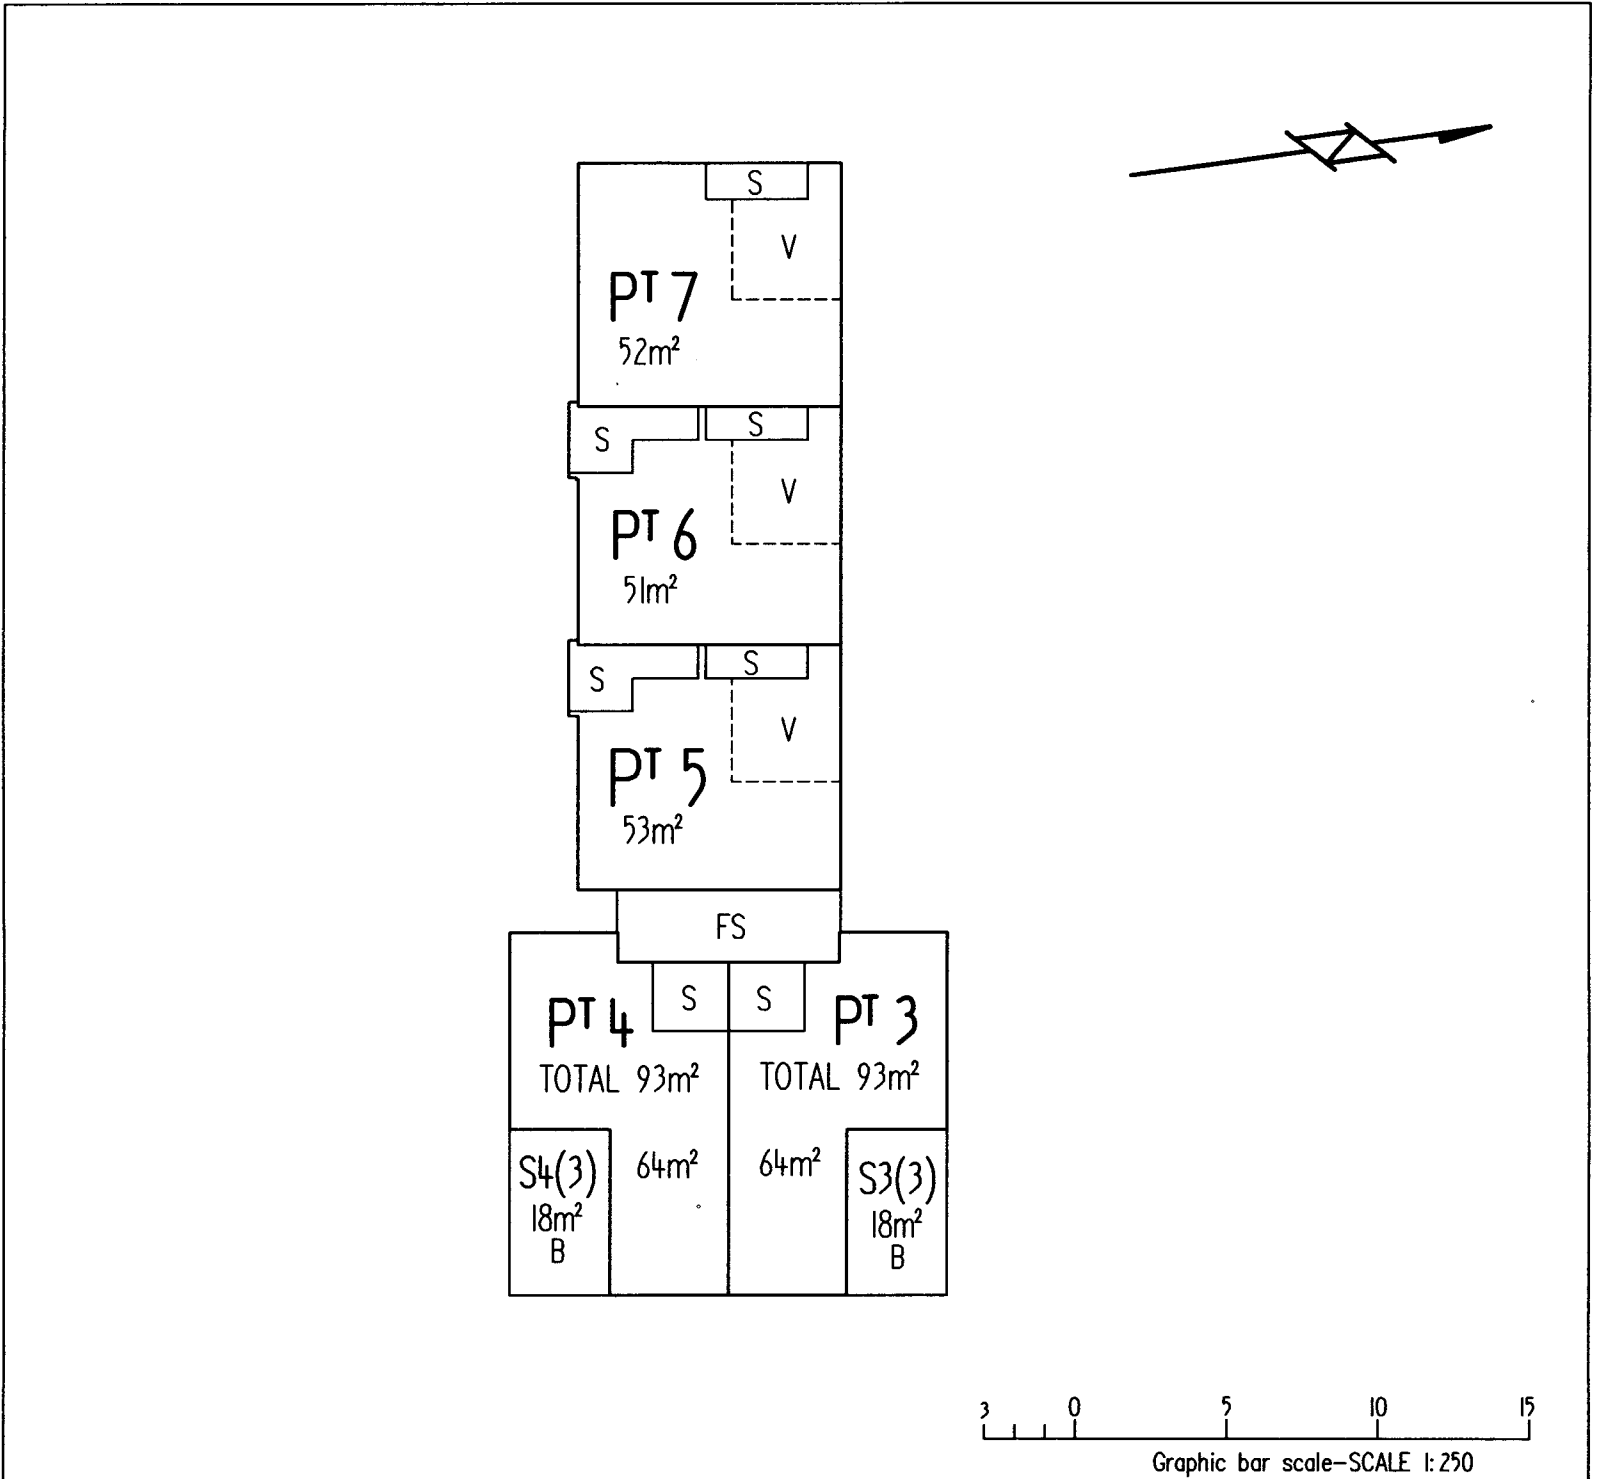 S
V
PT 7
52m²
S
S
V
PT 6
51m²
S
S
V
PT 5
53m²
FS
S
S
PT 4
PT 3
TOTAL 93m²
TOTAL 93m²
S4(3)
18m²
B
64m²
64m²
S3(3)
18m²
B
3 0 5 10 15
Graphic bar scale-SCALE 1:250